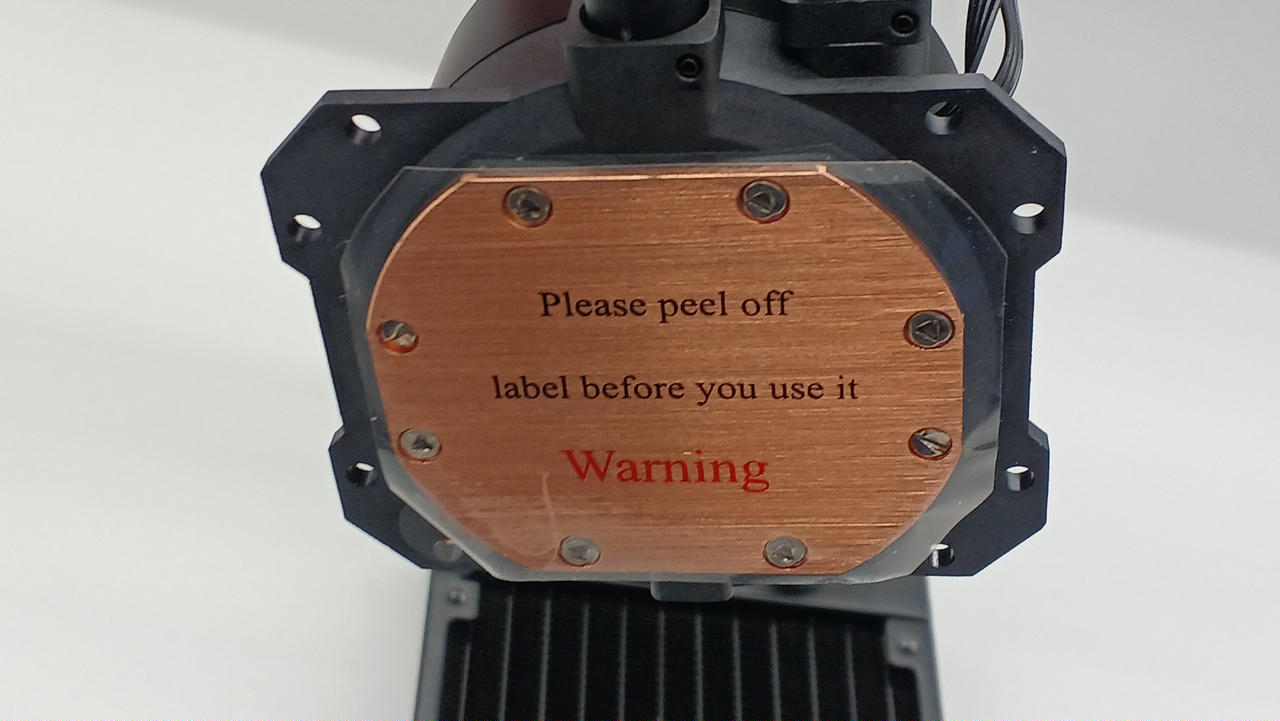 Please peel off
label before you use it
Warning